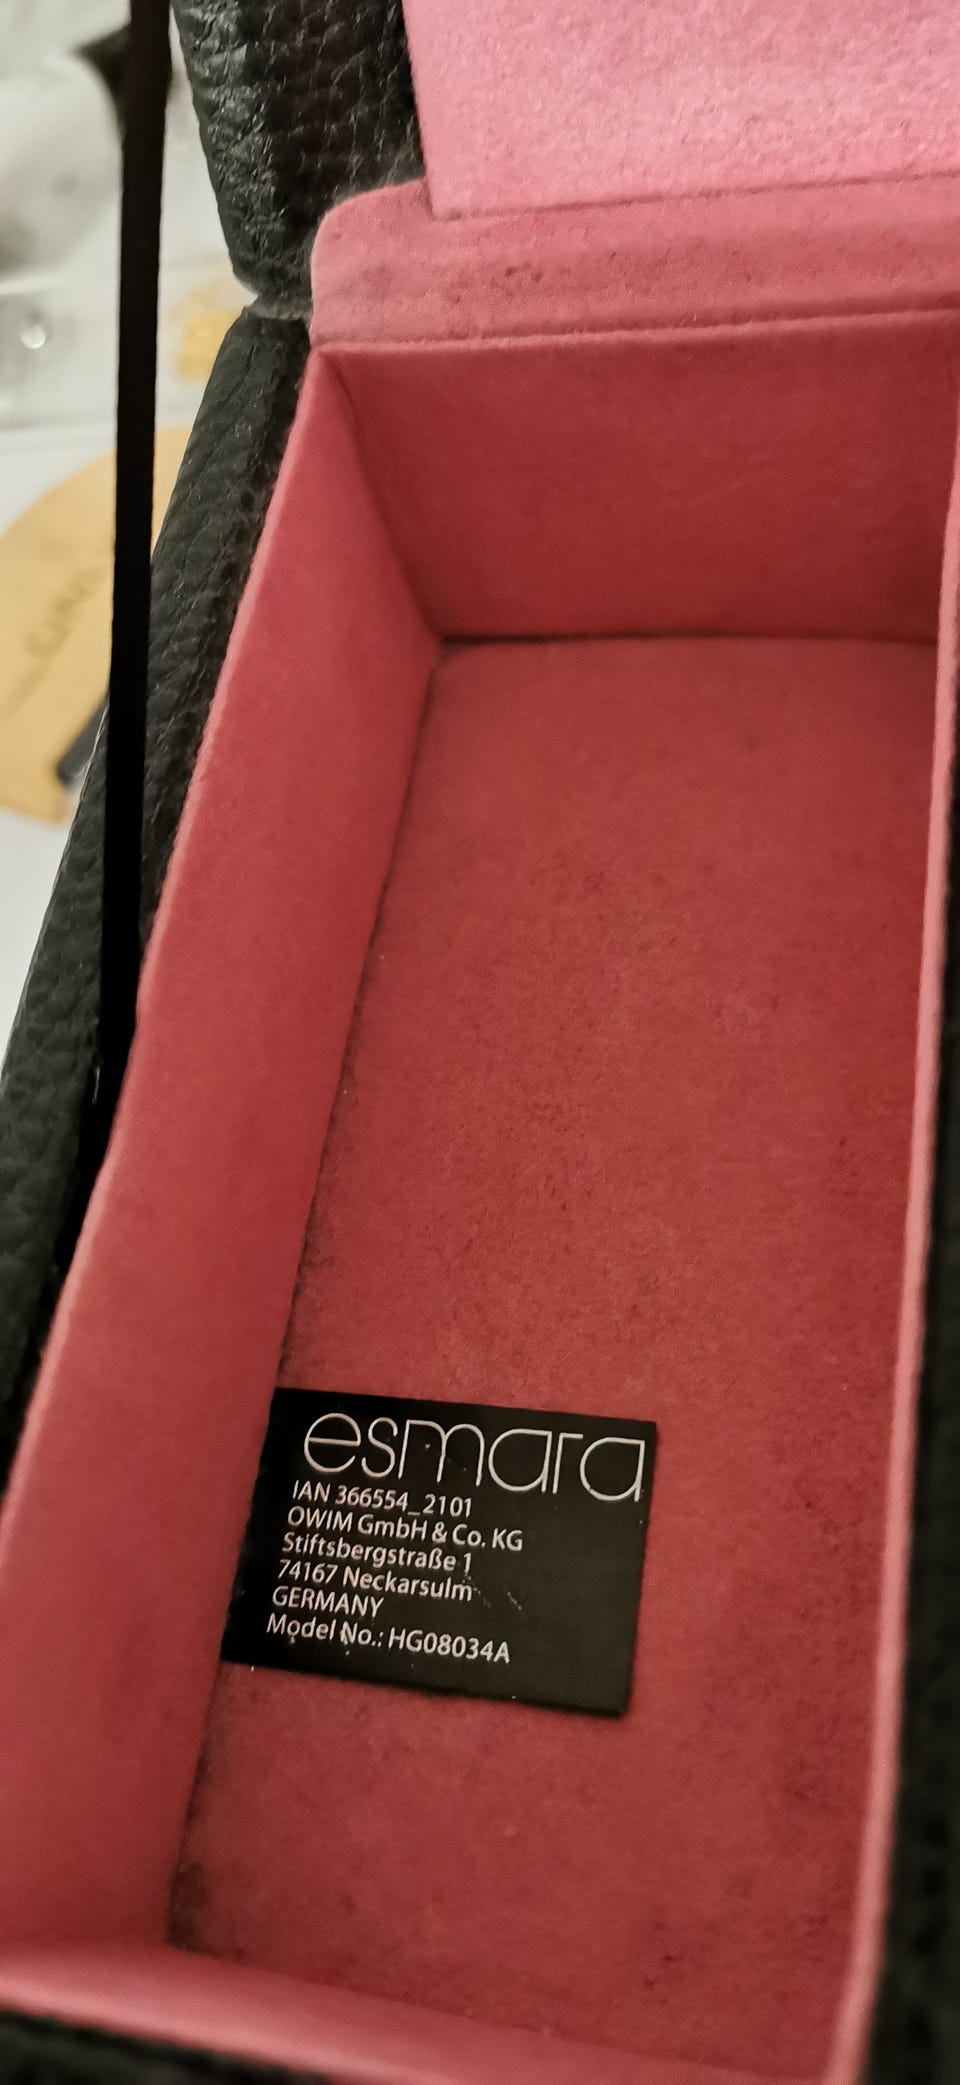 esmara
IAN 366554_2101
OWIM GmbH & Co. KG
Stiftsbergstraße 1
74167 Neckarsulm
GERMANY
Model No.: HG08034A